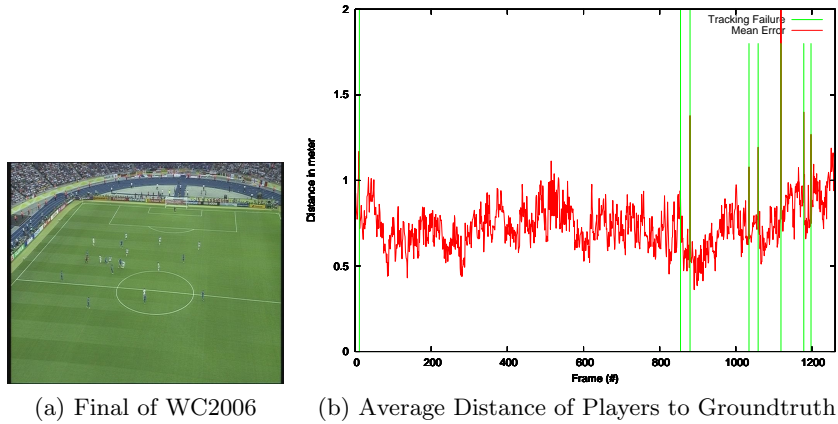 2
1.5
1
0.5
0
0 200 400 600 800 1000 1200
Distance in meter
Frame (#)
Tracking Failure
Mean Error
(a) Final of WC2006
(b) Average Distance of Players to Groundtruth